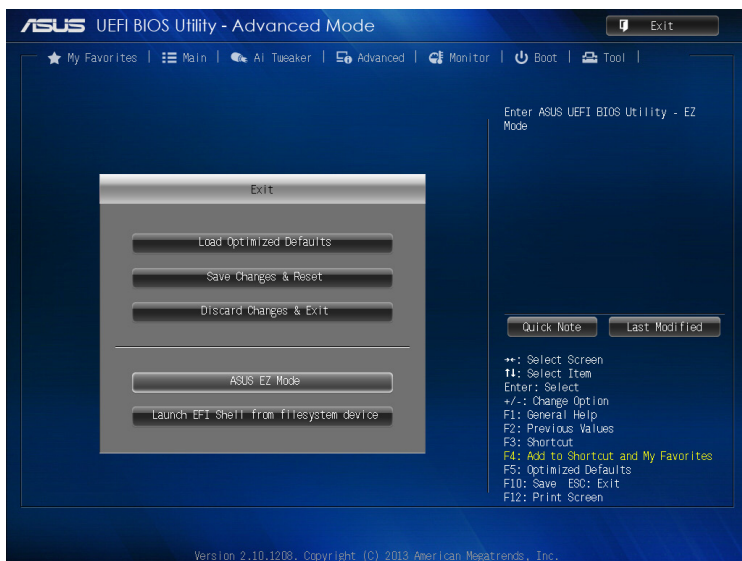 ASUS UEFI BIOS Utility - Advanced Mode
Exit
My Favorites | Main | Ai Tweaker | Advanced | Monitor | Boot | Tool |
Enter ASUS UEFI BIOS Utility - EZ
Mode
Exit
Load Optimized Defaults
Save Changes & Reset
Discard Changes & Exit
ASUS EZ Mode
Launch EFI Shell from filesystem device
Quick Note
Last Modified
→←: Select Screen
↑↓: Select Item
Enter: Select
+/-: Change Option
F1: General Help
F2: Previous Values
F3: Shortcut
F4: Add to Shortcut and My Favorites
F5: Optimized Defaults
F10: Save ESC: Exit
F12: Print Screen
Version 2.10.1208. Copyright (C) 2013 American Megatrends, Inc.